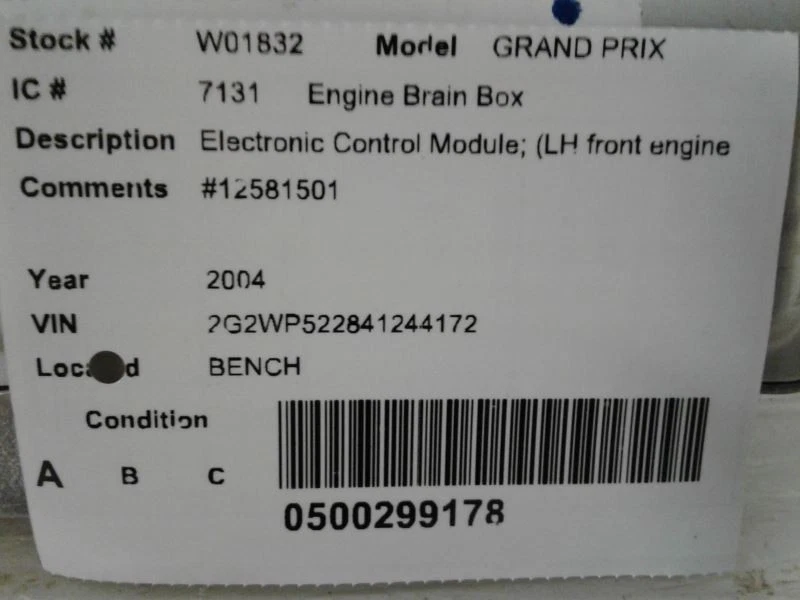 Stock # W01832 Model GRAND PRIX
IC # 7131 Engine Brain Box
Description Electronic Control Module; (LH front engine
Comments #12581501
Year 2004
VIN 2G2WP522841244172
Located BENCH
Condition
A B C
0500299178